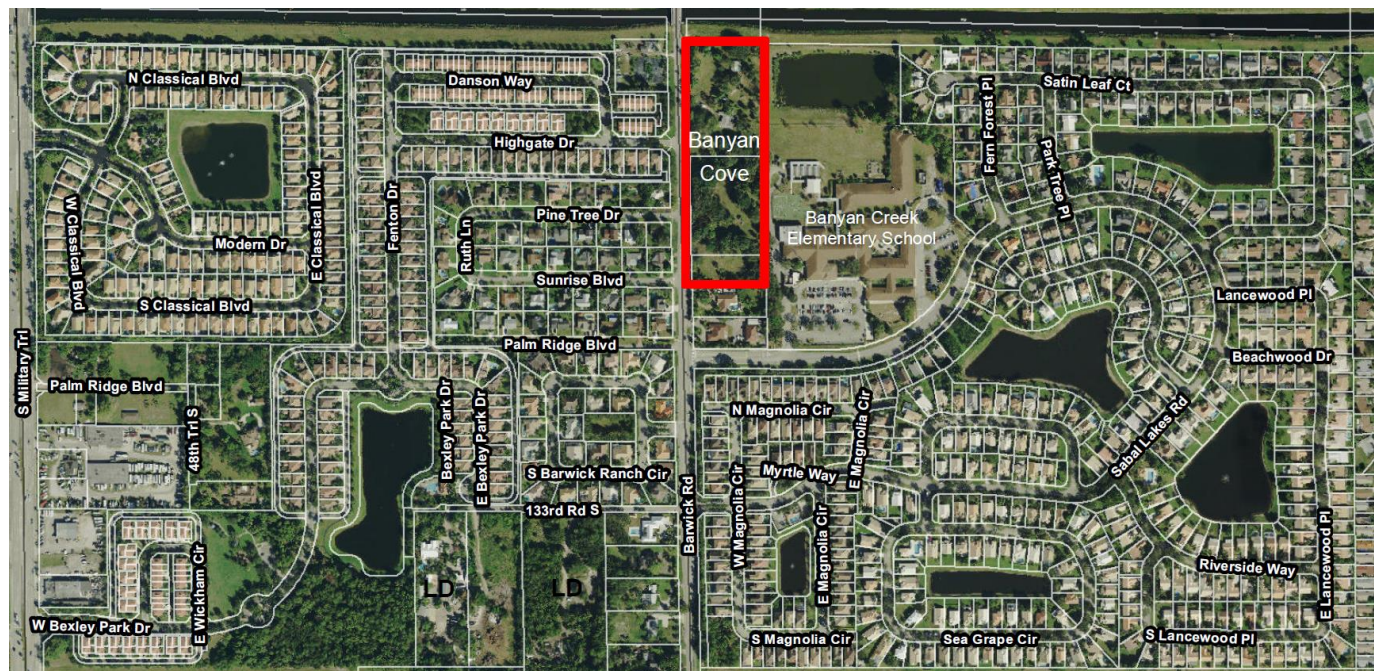 N Classical Blvd
Danson Way
Satin Leaf Ct
Fern Forest Pl
Highgate Dr
Banyan
Cove
Park Tree Pl
E Classical Blvd
W Classical Blvd
Fenton Dr
Pine Tree Dr
Ruth Ln
Banyan Creek
Elementary School
Modern Dr
Sunrise Blvd
S Classical Blvd
Lancewood Pl
S Military Trl
Palm Ridge Blvd
Beachwood Dr
Palm Ridge Blvd
48th Trl S
Bexley Park Dr
E Bexley Park Dr
N Magnolia Cir
E Magnolia Cir
Sabal Lakes Rd
S Barwick Ranch Cir
Myrtle Way
133rd Rd S
Barwick Rd
W Magnolia Cir
E Magnolia Cir
Riverside Way
E Lancewood Pl
LD
LD
E Wickham Cir
W Bexley Park Dr
S Magnolia Cir
Sea Grape Cir
S Lancewood Pl